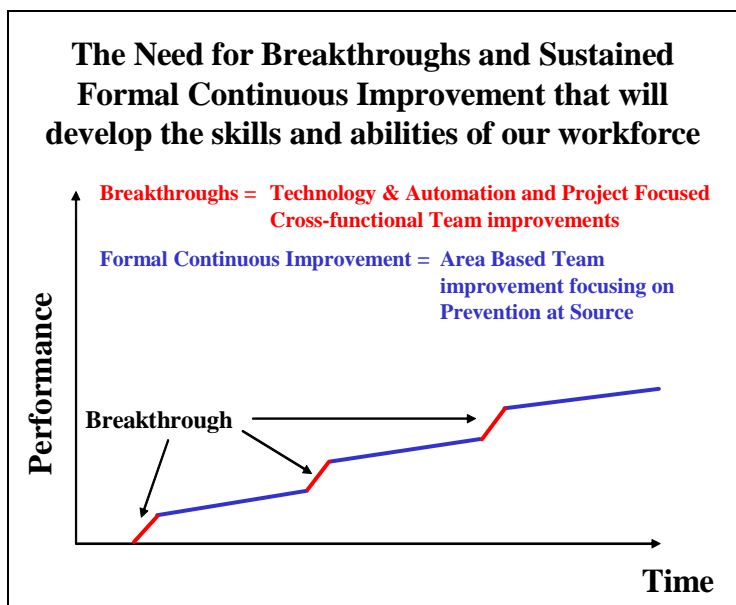 The Need for Breakthroughs and Sustained
Formal Continuous Improvement that will
develop the skills and abilities of our workforce
Breakthroughs = Technology & Automation and Project Focused
Cross-functional Team improvements
Formal Continuous Improvement = Area Based Team
improvement focusing on
Prevention at Source
Performance
Breakthrough
Time